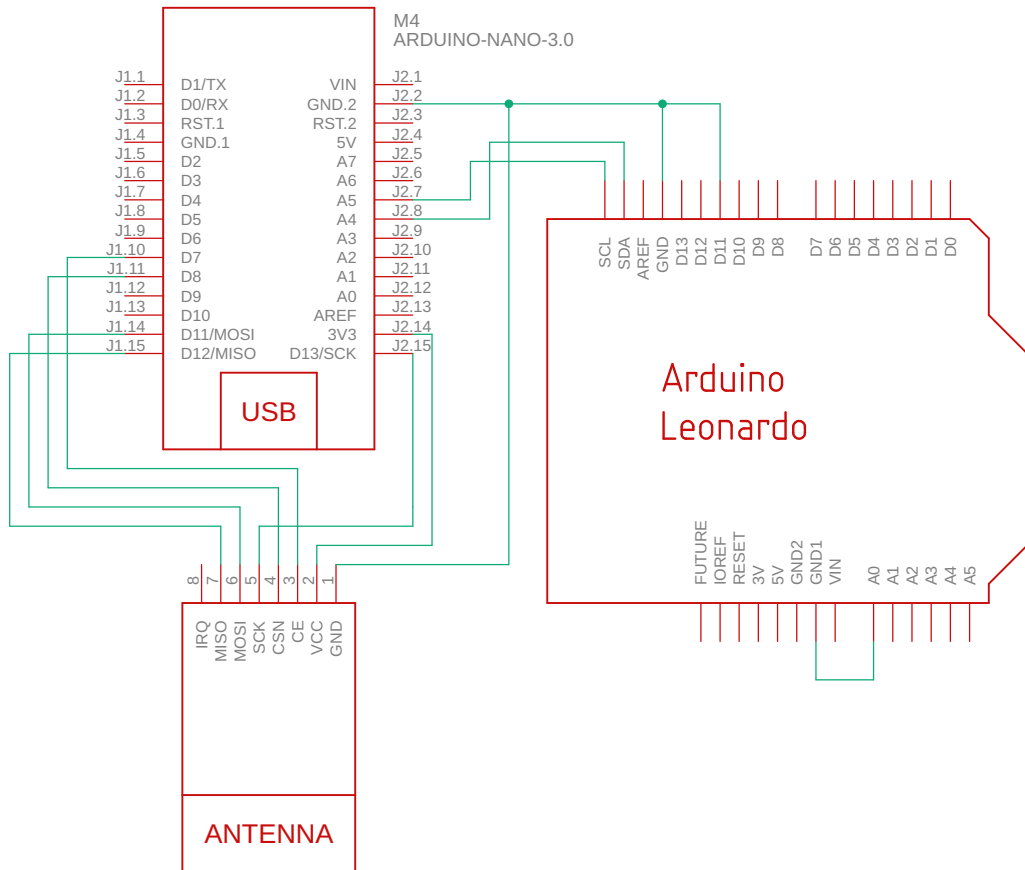 M4
ARDUINO-NANO-3.0
J1.1 D1/TX VIN J2.1
J1.2 D0/RX GND.2 J2.2
J1.3 RST.1 RST.2 J2.3
J1.4 GND.1 5V J2.4
J1.5 D2 A7 J2.5
J1.6 D3 A6 J2.6
J1.7 D4 A5 J2.7
J1.8 D5 A4 J2.8
J1.9 D6 A3 J2.9
J1.10 D7 A2 J2.10
J1.11 D8 A1 J2.11
J1.12 D9 A0 J2.12
J1.13 D10 AREF J2.13
J1.14 D11/MOSI 3V3 J2.14
J1.15 D12/MISO D13/SCK J2.15
USB
SCL SDA AREF GND D13 D12 D11 D10 D9 D8 D7 D6 D5 D4 D3 D2 D1 D0
Arduino
Leonardo
FUTURE IOREF RESET 3V 5V GND2 GND1 VIN A0 A1 A2 A3 A4 A5
8 7 6 5 4 3 2 1
IRQ MISO MOSI SCK CSN CE VCC GND
ANTENNA